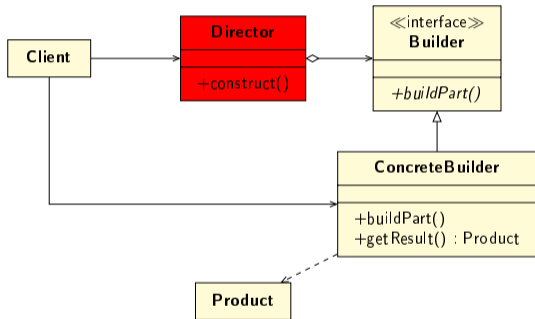 Client
Director
+construct()
≪interface≫
Builder
+buildPart()
ConcreteBuilder
+buildPart()
+getResult() : Product
Product